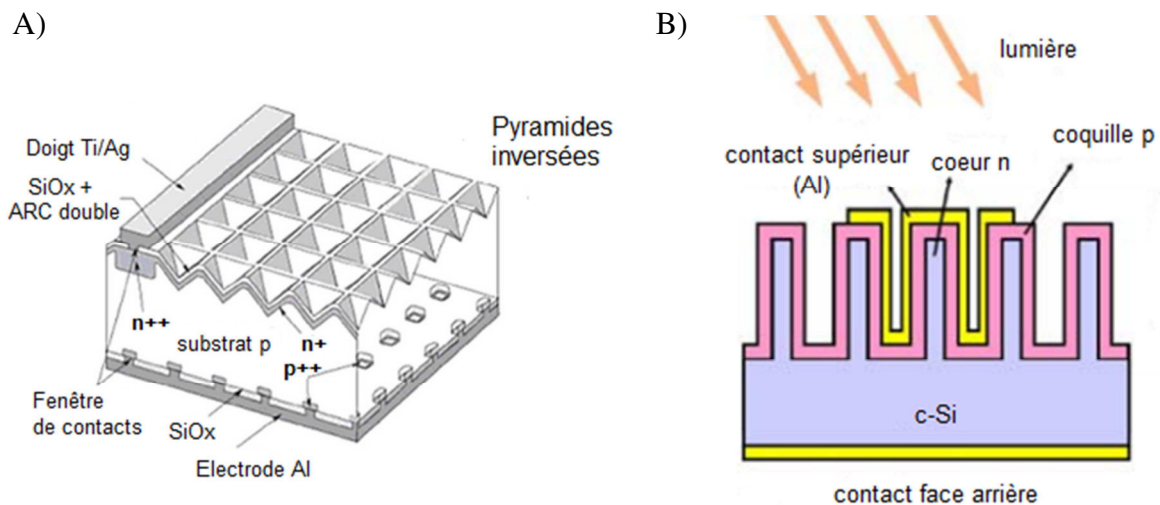 A)
Pyramides
inversées
Doigt Ti/Ag
SiOx +
ARC double
n++
substrat p
n+
p++
Fenêtre
de contacts
SiOx
Electrode Al
B)
lumière
contact supérieur
(Al)
coeur n
coquille p
c-Si
contact face arrière